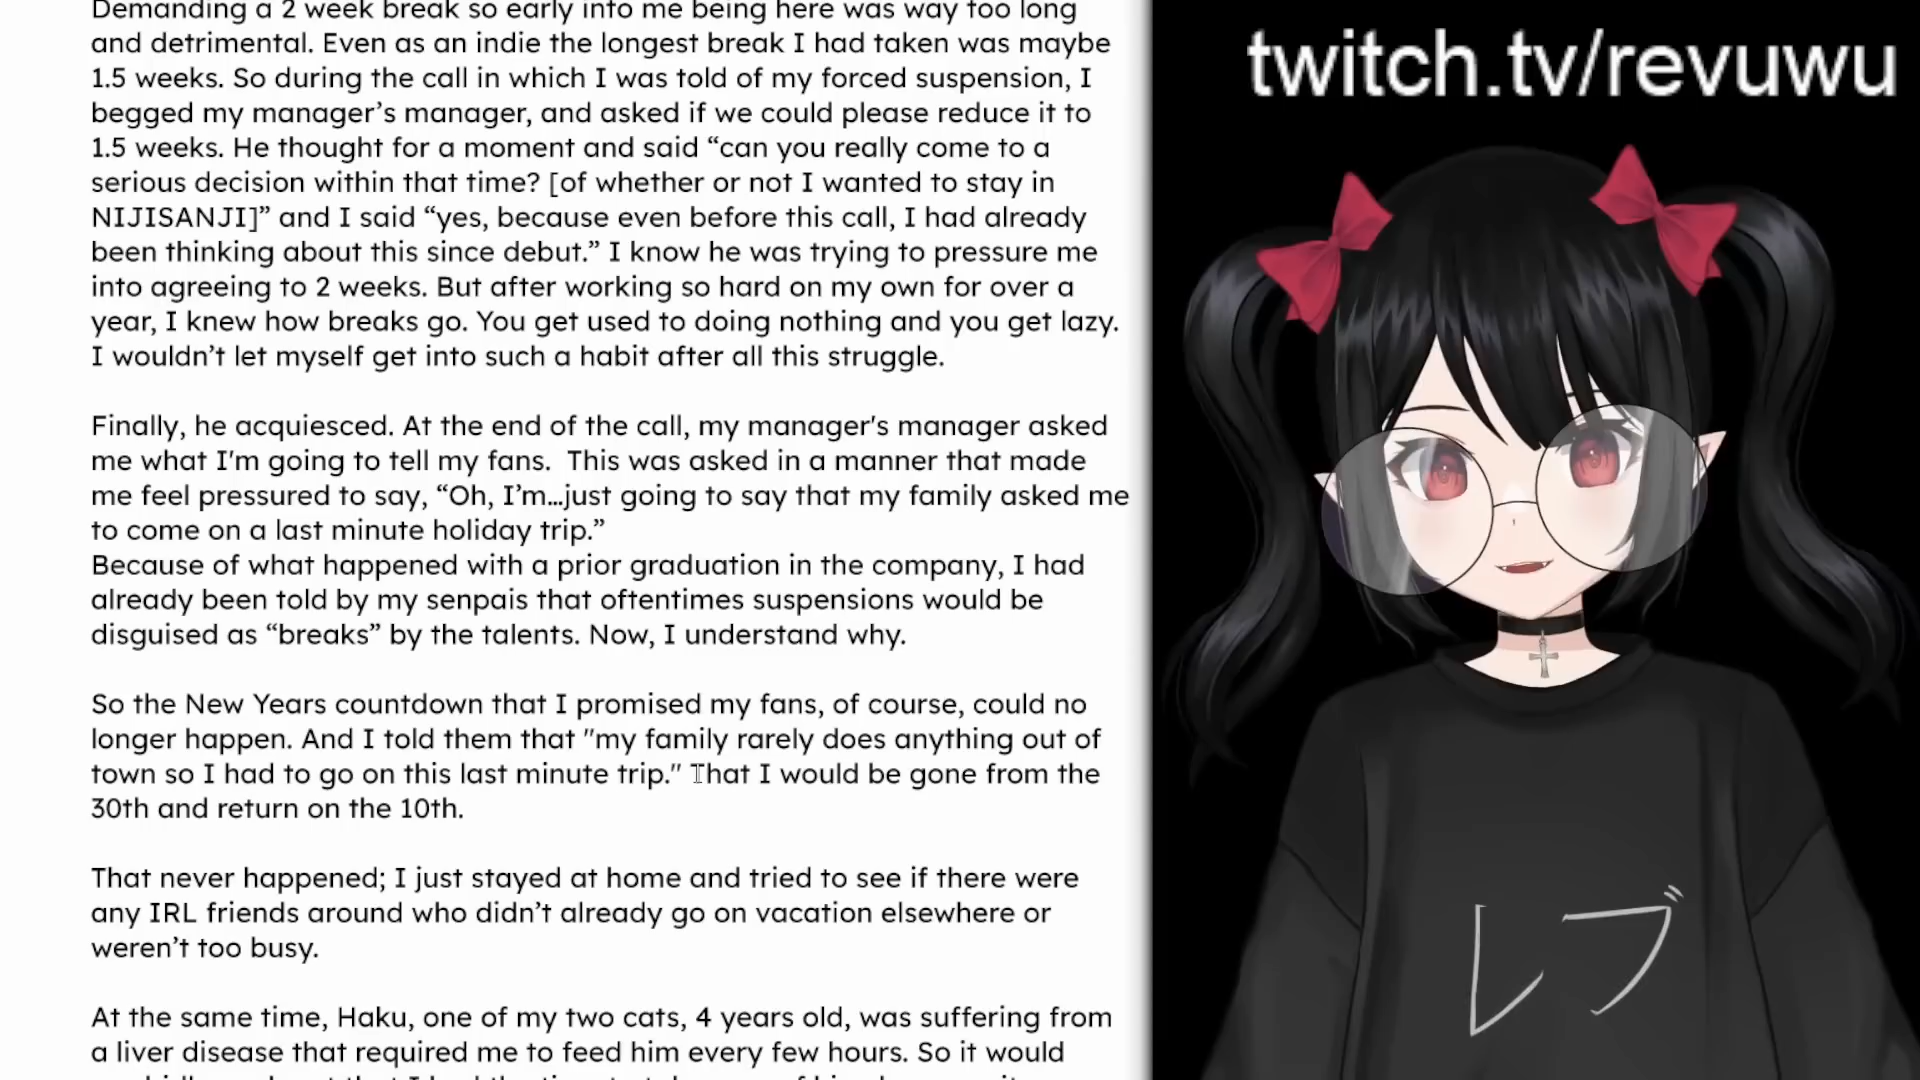 Demanding a 2 week break so early into me being here was way too long
and detrimental. Even as an indie the longest break I had taken was maybe
1.5 weeks. So during the call in which I was told of my forced suspension, I
begged my manager’s manager, and asked if we could please reduce it to
1.5 weeks. He thought for a moment and said “can you really come to a
serious decision within that time? [of whether or not I wanted to stay in
NIJISANJI]” and I said “yes, because even before this call, I had already
been thinking about this since debut.” I know he was trying to pressure me
into agreeing to 2 weeks. But after working so hard on my own for over a
year, I knew how breaks go. You get used to doing nothing and you get lazy.
I wouldn’t let myself get into such a habit after all this struggle.
Finally, he acquiesced. At the end of the call, my manager's manager asked
me what I'm going to tell my fans.  This was asked in a manner that made
me feel pressured to say, “Oh, I’m…just going to say that my family asked me
to come on a last minute holiday trip.”
Because of what happened with a prior graduation in the company, I had
already been told by my senpais that oftentimes suspensions would be
disguised as “breaks” by the talents. Now, I understand why.
So the New Years countdown that I promised my fans, of course, could no
longer happen. And I told them that "my family rarely does anything out of
town so I had to go on this last minute trip." That I would be gone from the
30th and return on the 10th.
That never happened; I just stayed at home and tried to see if there were
any IRL friends around who didn’t already go on vacation elsewhere or
weren’t too busy.
At the same time, Haku, one of my two cats, 4 years old, was suffering from
a liver disease that required me to feed him every few hours. So it would
twitch.tv/revuwu
レブ